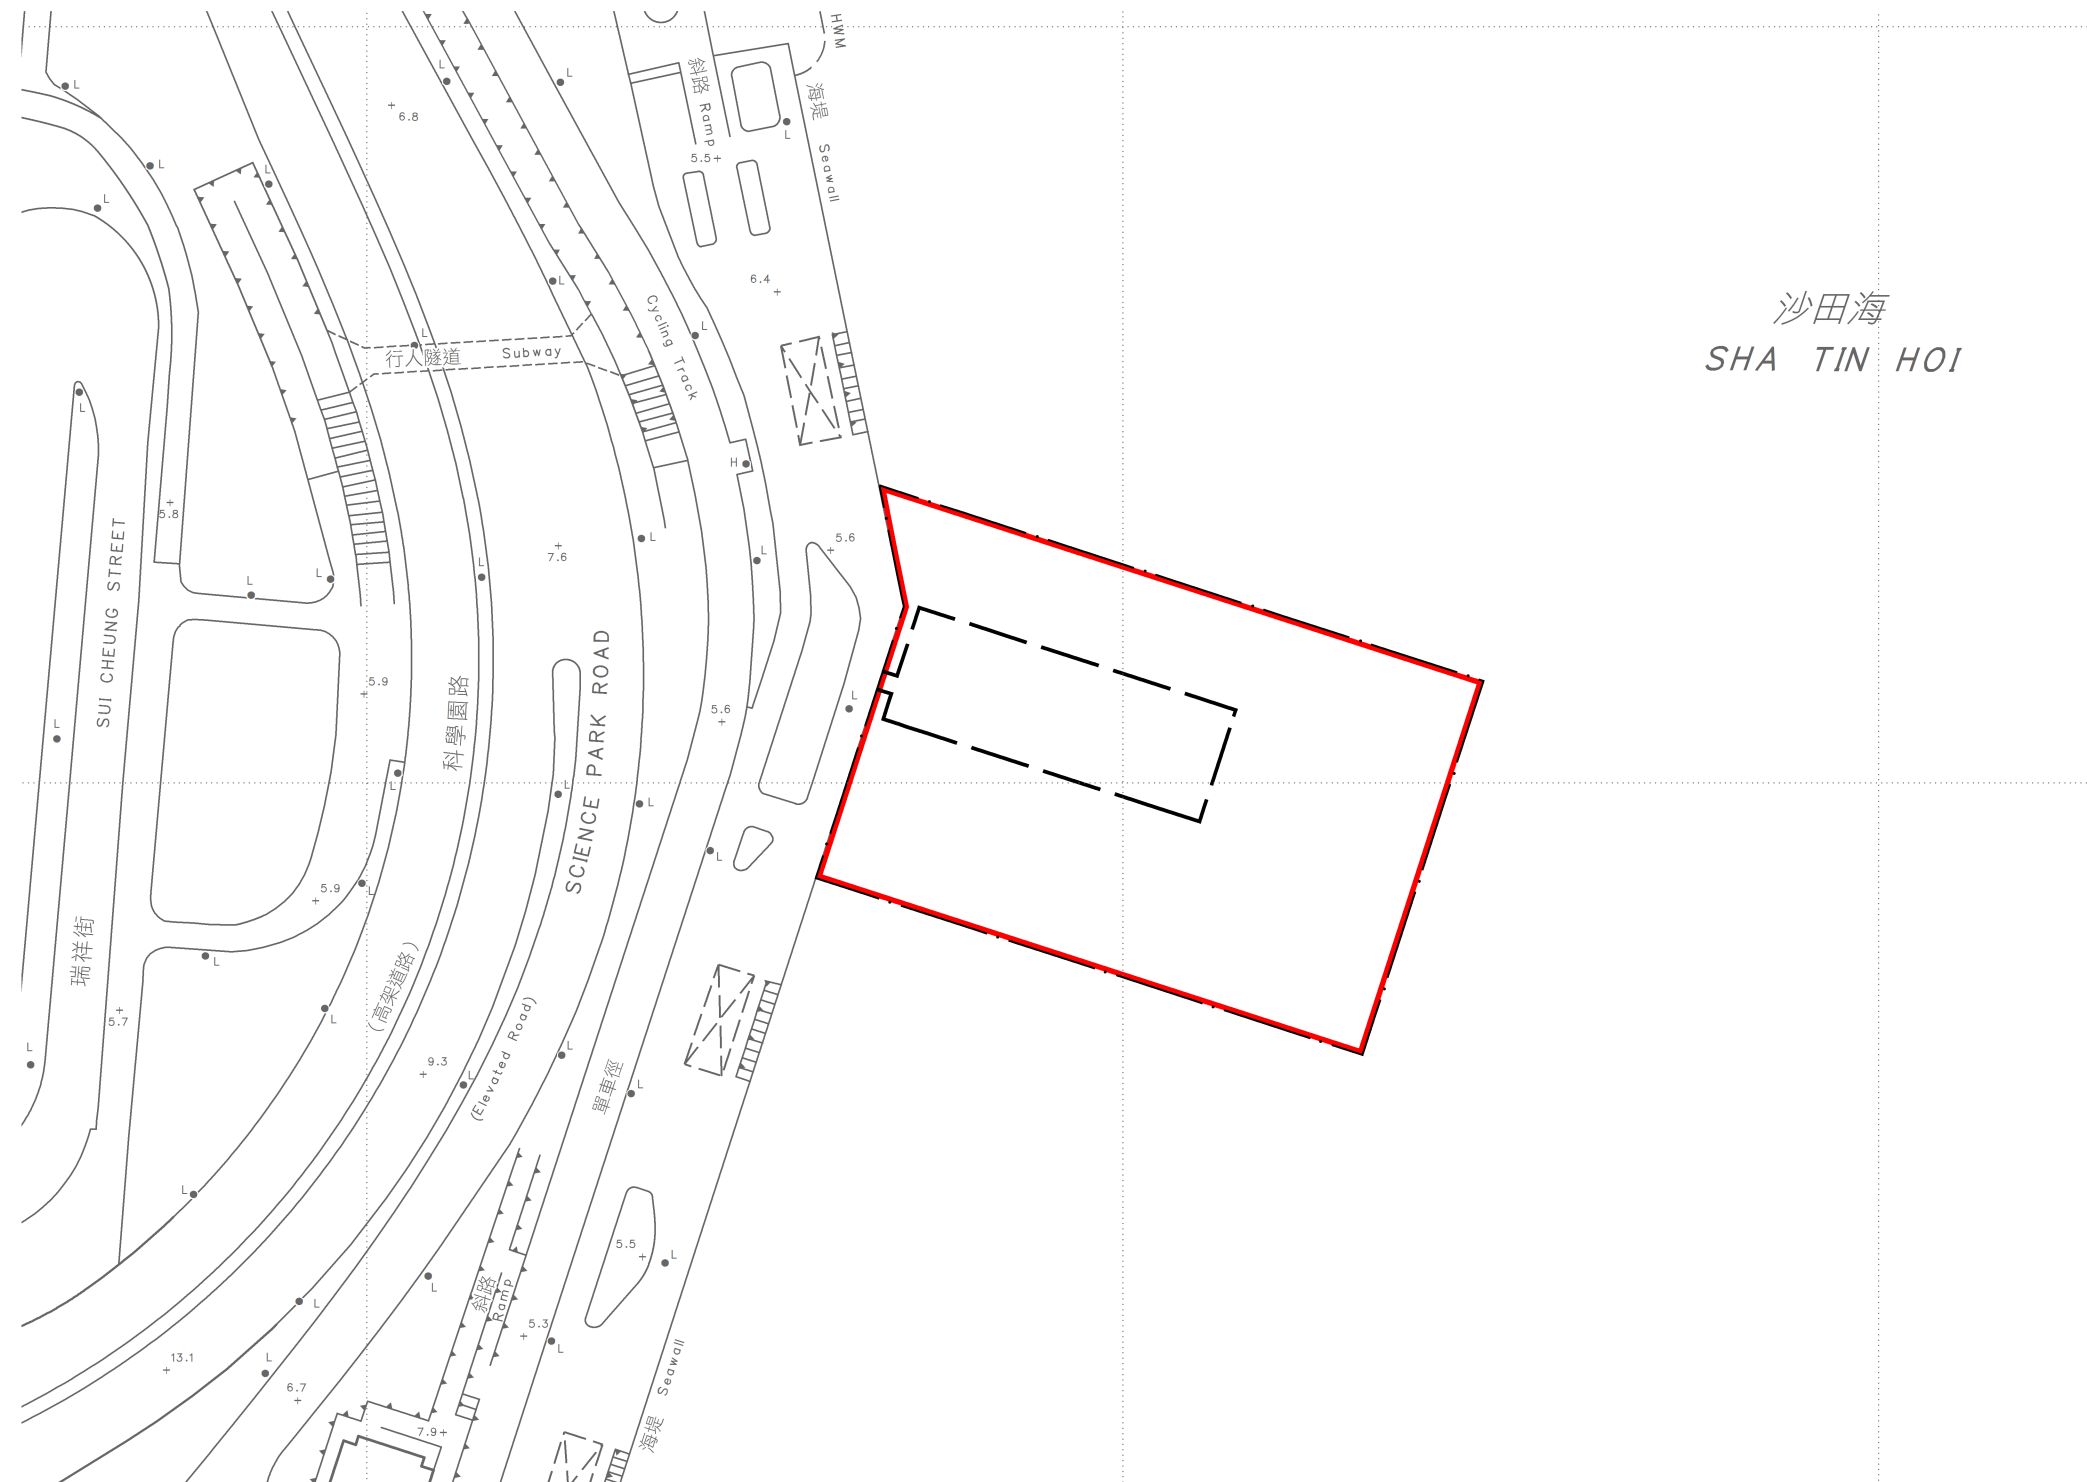 HWM
L
L
斜路 Ramp
海堤 Seawall
L
6.8
L
5.5
L
L
L
6.4
沙田海
SHA TIN HOI
Cycling Track
L
L
行人隧道 Subway
L
H
5.8
5.6
L
7.6
L
L
L
L
SUI CHEUNG STREET
SCIENCE PARK ROAD
科學園路
5.9
L
5.6
L
L
L
L
L
5.9
L
瑞祥街
L
(高架道路)
(Elevated Road)
L
5.7
L
L
9.3
L
單車徑
L
L
5.5
L
L
斜路
Ramp
L
5.3
L
13.1
L
6.7
海堤 Seawall
7.9